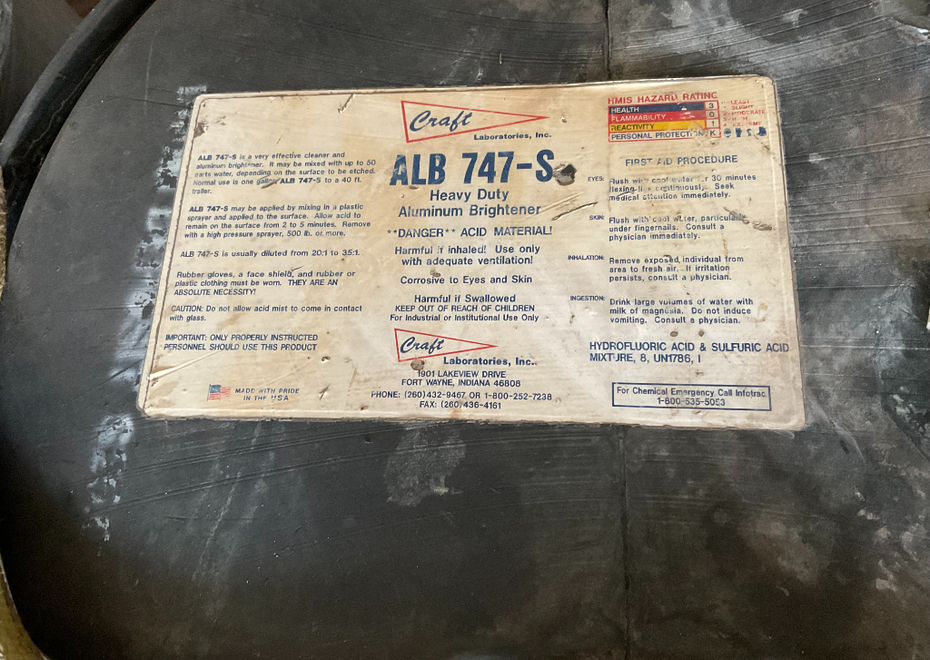 ALB 747-S is a very effective cleaner and
aluminum brightener. It may be mixed with up to 50
parts water, depending on the surface to be etched.
Normal use is one gallon ALB 747-S to a 40 ft.
trailer.
ALB 747-S may be applied by mixing in a plastic
sprayer and applied to the surface. Allow acid to
remain on the surface from 2 to 5 minutes. Remove
with a high pressure sprayer, 500 lb. or more.
ALB 747-S is usually diluted from 20:1 to 35:1.
Rubber gloves, a face shield, and rubber or
plastic clothing must be worn. THEY ARE AN
ABSOLUTE NECESSITY!
CAUTION: Do not allow acid mist to come in contact
with glass.
IMPORTANT: ONLY PROPERLY INSTRUCTED
PERSONNEL SHOULD USE THIS PRODUCT
MADE WITH PRIDE
IN THE USA
Craft
Laboratories, Inc.
ALB 747-S
Heavy Duty
Aluminum Brightener
**DANGER** ACID MATERIAL!
Harmful if inhaled! Use only
with adequate ventilation!
Corrosive to Eyes and Skin
Harmful if Swallowed
KEEP OUT OF REACH OF CHILDREN
For Industrial or Institutional Use Only
Craft
Laboratories, Inc.
1901 LAKEVIEW DRIVE
FORT WAYNE, INDIANA 46808
PHONE: (260) 432-9467 OR 1-800-252-7238
FAX: (260) 436-4161
HMIS HAZARD RATING
HEALTH 3
FLAMMABILITY 0
REACTIVITY 1
PERSONAL PROTECTION K
LEAST
SLIGHT
MODERATE
HIGH
EXTREME
FIRST AID PROCEDURE
EYES: Flush with cool water for 30 minutes
continuously. Seek
medical attention immediately.
SKIN: Flush with cool water, particularly
under fingernails. Consult a
physician immediately.
INHALATION: Remove exposed individual from
area to fresh air. If irritation
persists, consult a physician.
INGESTION: Drink large volumes of water with
milk of magnesia. Do not induce
vomiting. Consult a physician.
HYDROFLUORIC ACID & SULFURIC ACID
MIXTURE, 8, UN1786, I
For Chemical Emergency Call Infotrac
1-800-535-5053